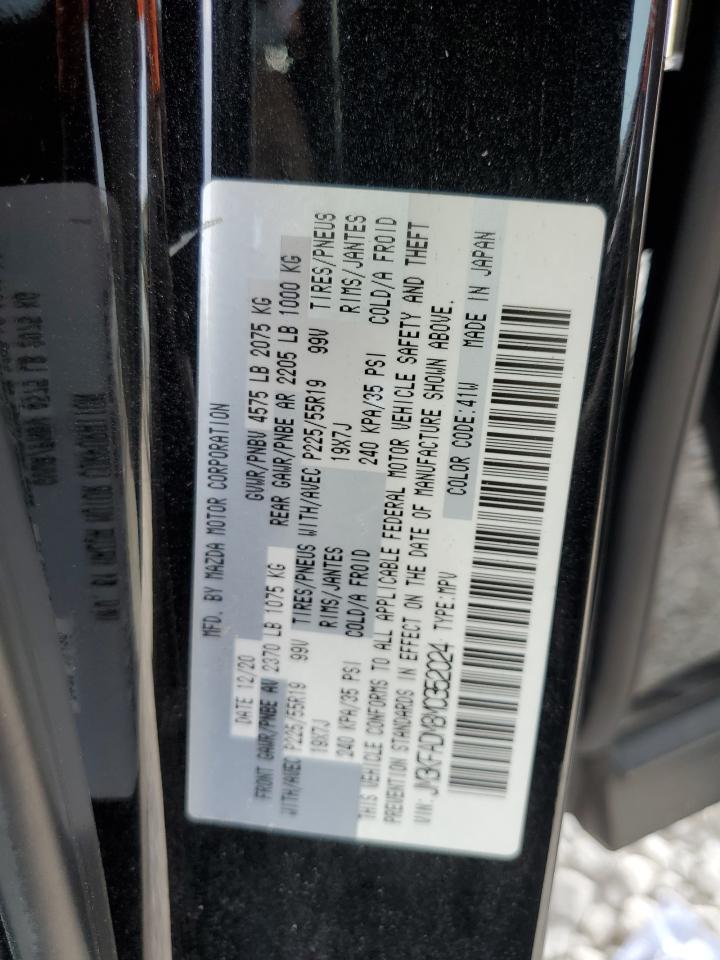 MFD. BY MAZDA MOTOR CORPORATION
DATE 12/20 GVWR/PNBV 4575 LB 2075 KG
FRONT GAWR/PNBE AV 2370 LB 1075 KG REAR GAWR/PNBE AR 2205 LB 1000 KG
WITH/AVEC P225/55R19 99V TIRES/PNEUS WITH/AVEC P225/55R19 99V TIRES/PNEUS
19X7J RIMS/JANTES 19X7J RIMS/JANTES
240 KPA/35 PSI COLD/A FROID 240 KPA/35 PSI COLD/A FROID
THIS VEHICLE CONFORMS TO ALL APPLICABLE FEDERAL MOTOR VEHICLE SAFETY AND THEFT
PREVENTION STANDARDS IN EFFECT ON THE DATE OF MANUFACTURE SHOWN ABOVE.
VIN: JM3KFADM8M0352024 TYPE:MPV COLOR CODE:41W MADE IN JAPAN